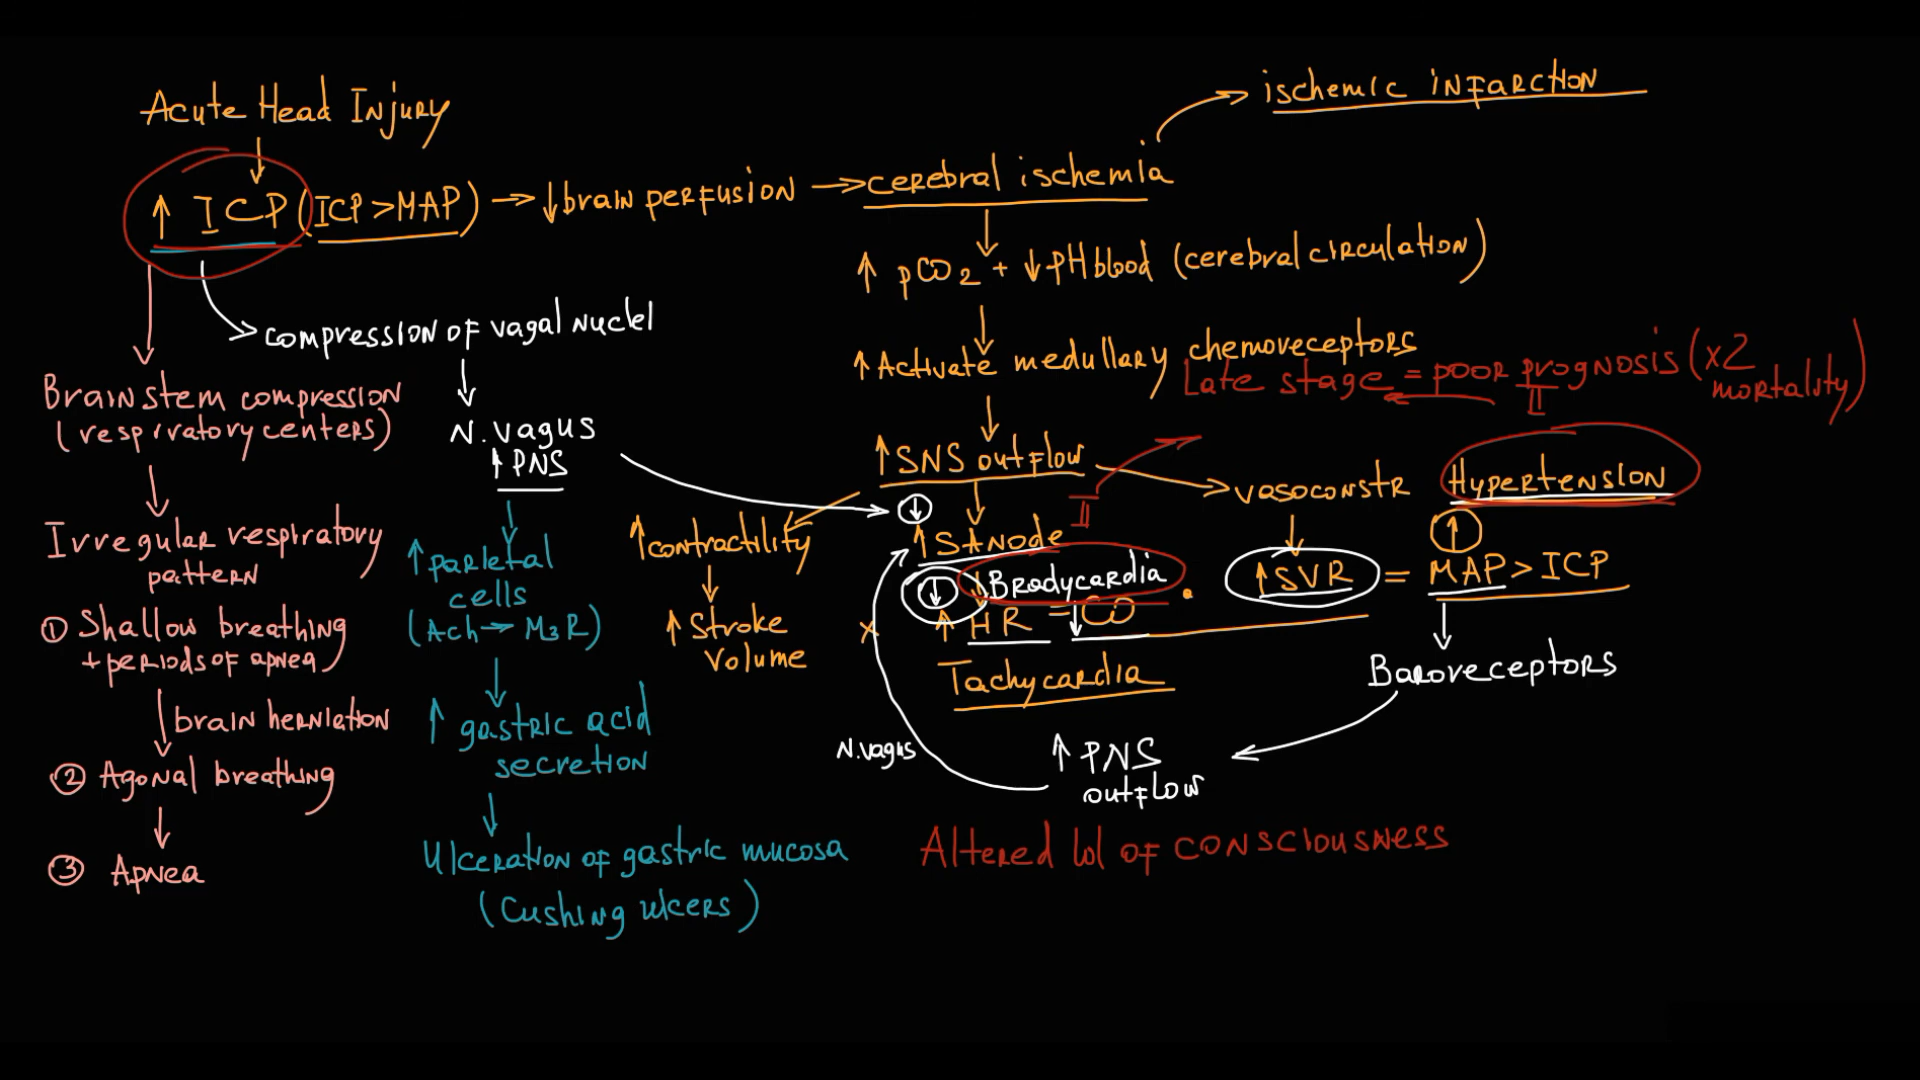 Acute Head Injury
↑ ICP (ICP > MAP) → ↓ brain perfusion → cerebral ischemia
ischemic infarction
↑ pCO2 + ↓ pH blood (cerebral circulation)
↑ Activate medullary chemoreceptors
Late stage = poor prognosis (x2
mortality)
II
↑ SNS outflow
vasoconstr
Hypertension
↑
↑ SVR = MAP > ICP
Baroreceptors
↑ PNS
outflow
N.vagus
↓
↑ SA Node
I
↓ ↓ Bradycardia
↑ HR = ↓ CO
Tachycardia
↑ contractility
↑ Stroke x
Volume
compression of vagal nuclei
N. vagus
↑ PNS
↑ parietal
cells
(Ach → M3R)
↑ gastric acid
secretion
Ulceration of gastric mucosa
(Cushing ulcers)
Brain stem compression
(respiratory centers)
Irregular respiratory
pattern
① Shallow breathing
+ periods of apnea
brain herniation
② Agonal breathing
③ Apnea
Altered lol of consciousness